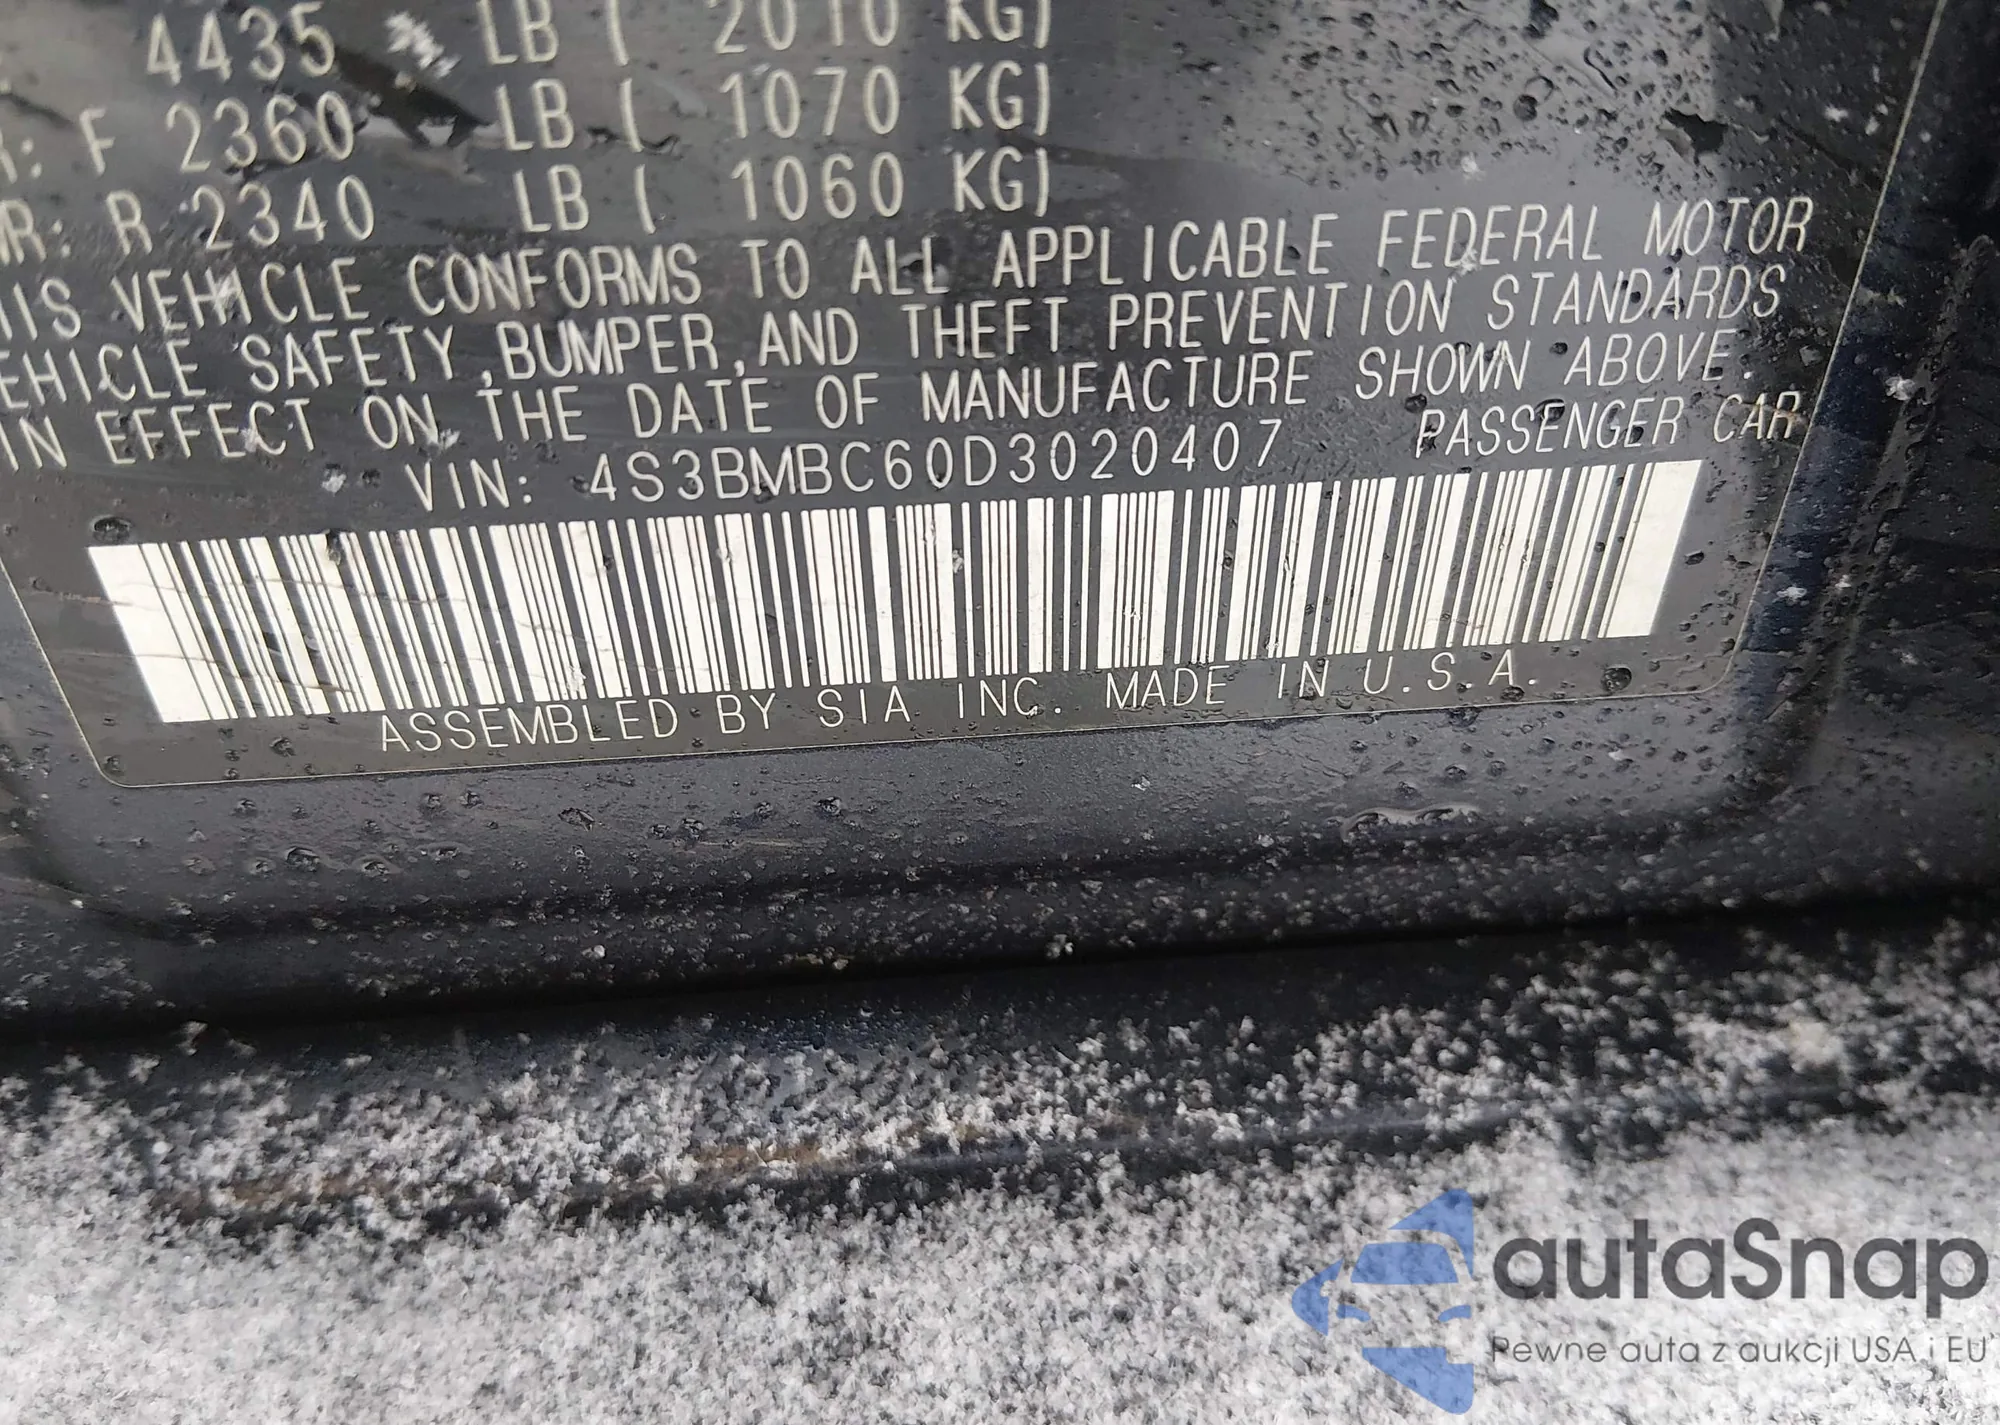 4435 LB ( 2010 KG)
F 2360 LB ( 1070 KG)
R: R 2340 LB ( 1060 KG)
VEHICLE CONFORMS TO ALL APPLICABLE FEDERAL MOTOR
SAFETY,BUMPER,AND THEFT PREVENTION STANDARDS
IN EFFECT ON THE DATE OF MANUFACTURE SHOWN ABOVE.
VIN: 4S3BMBC60D3020407 PASSENGER CAR
ASSEMBLED BY SIA INC. MADE IN U.S.A.
autaSnap
Pewne auta z aukcji USA i EU